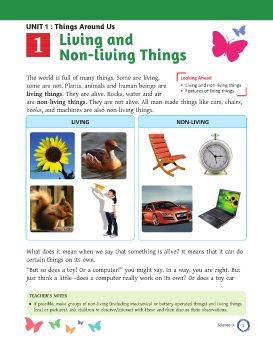 UNIT 1 : Things Around Us
1 Living and
Non-living Things
The world is full of many things. Some are living,
some are not. Plants, animals and human beings are
living things. They are alive. Rocks, water and air
are non-living things. They are not alive. All man-made things like cars, chairs,
books, and machines are also non-living things.
Looking Ahead
• Living and non-living things
• Features of living things
LIVING
NON-LIVING
What does it mean when we say that something is alive? It means that it can do
certain things on its own.
“But so does a toy! Or a computer!” you might say. In a way, you are right. But
just think a little—does a computer really work on its own? Or does a toy car
TEACHER'S NOTES
• If possible, make groups of non-living (including mechanical or battery-operated things) and living things
(real or pictures). Ask children to observe/interact with these and then discuss their observations.